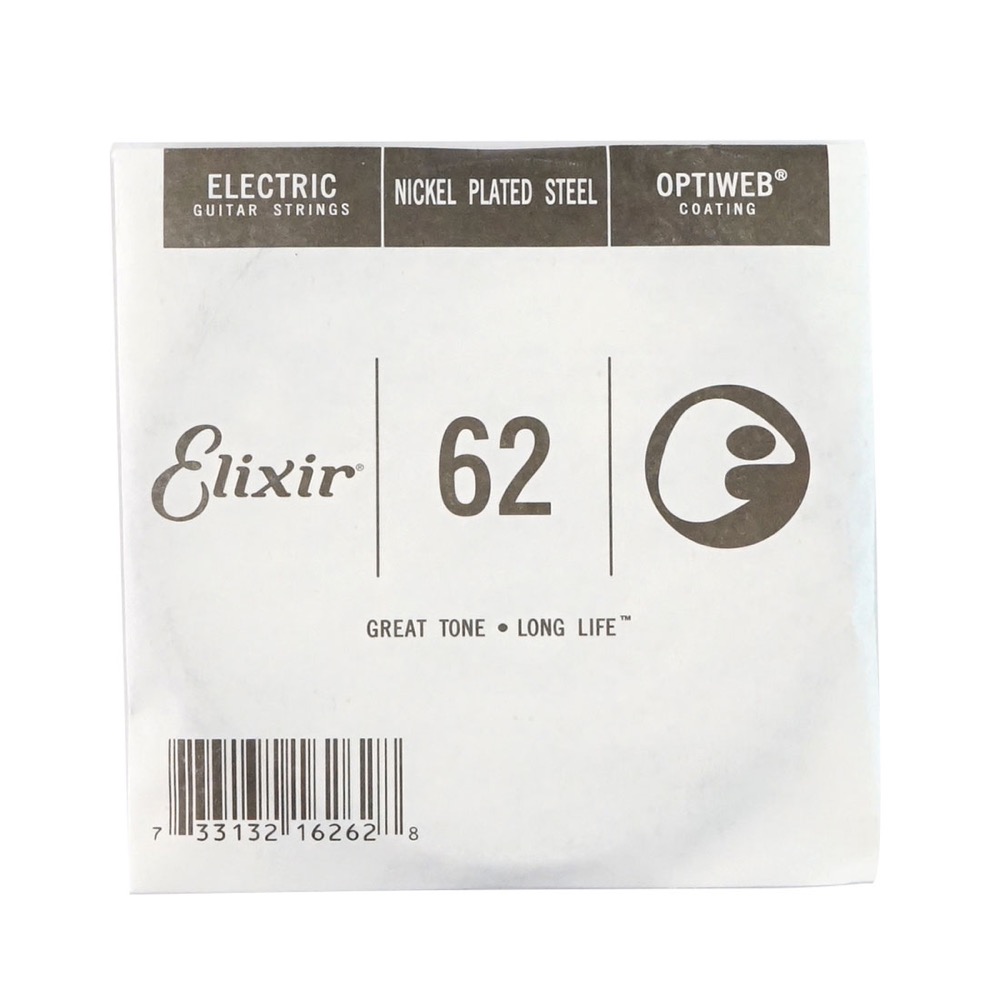 ELECTRIC
GUITAR STRINGS
NICKEL PLATED STEEL
OPTIWEB®
COATING
Elixir®
62
GREAT TONE • LONG LIFE™
7 33132 16262 8